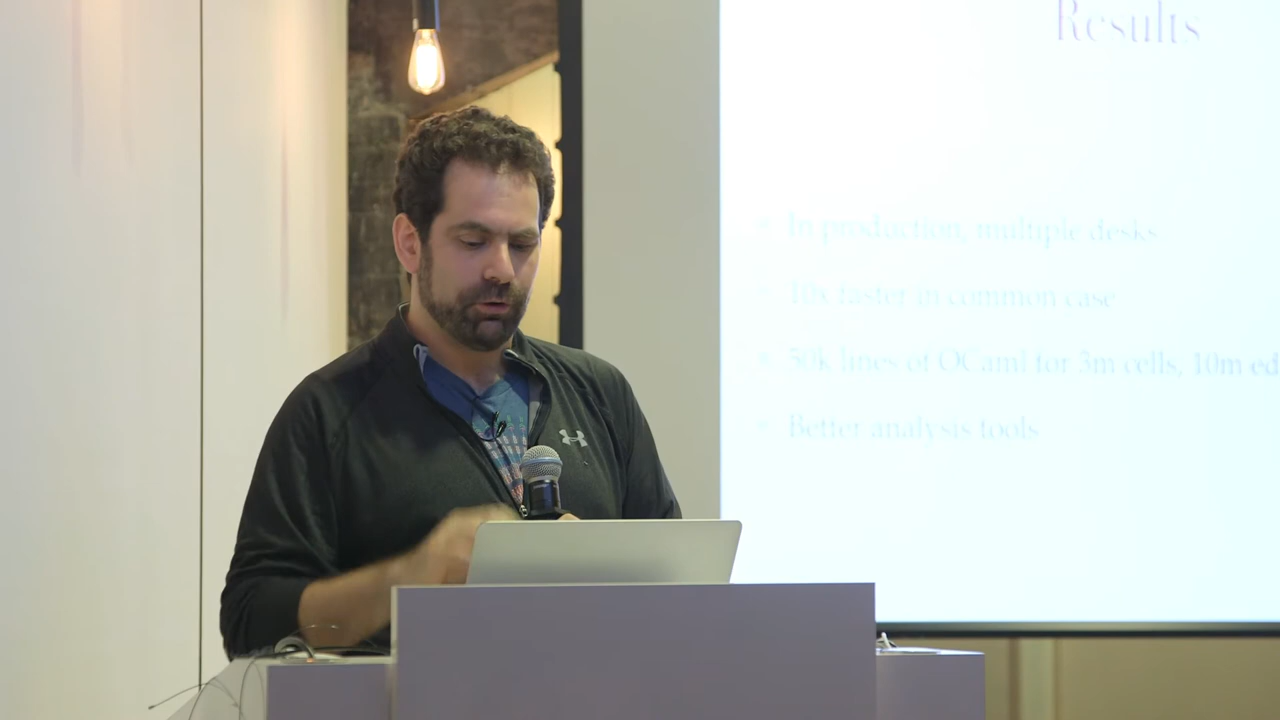 Results
In production, multiple desks
10x faster in common case
50k lines of OCaml for 3m cells, 10m ed
Better analysis tools